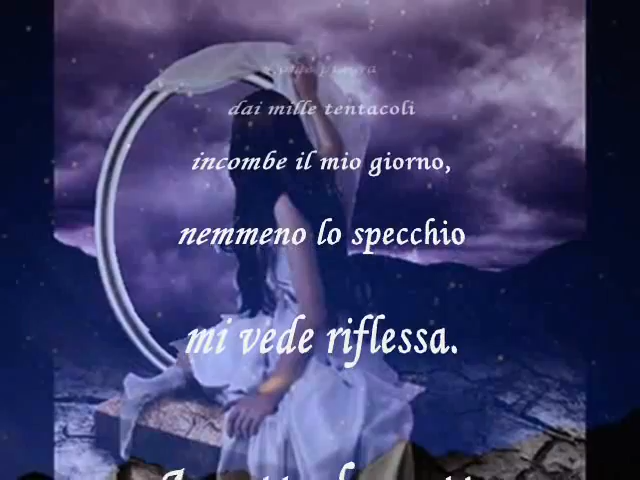 dai mille tentacoli
incombe il mio giorno,
nemmeno lo specchio
mi vede riflessa.